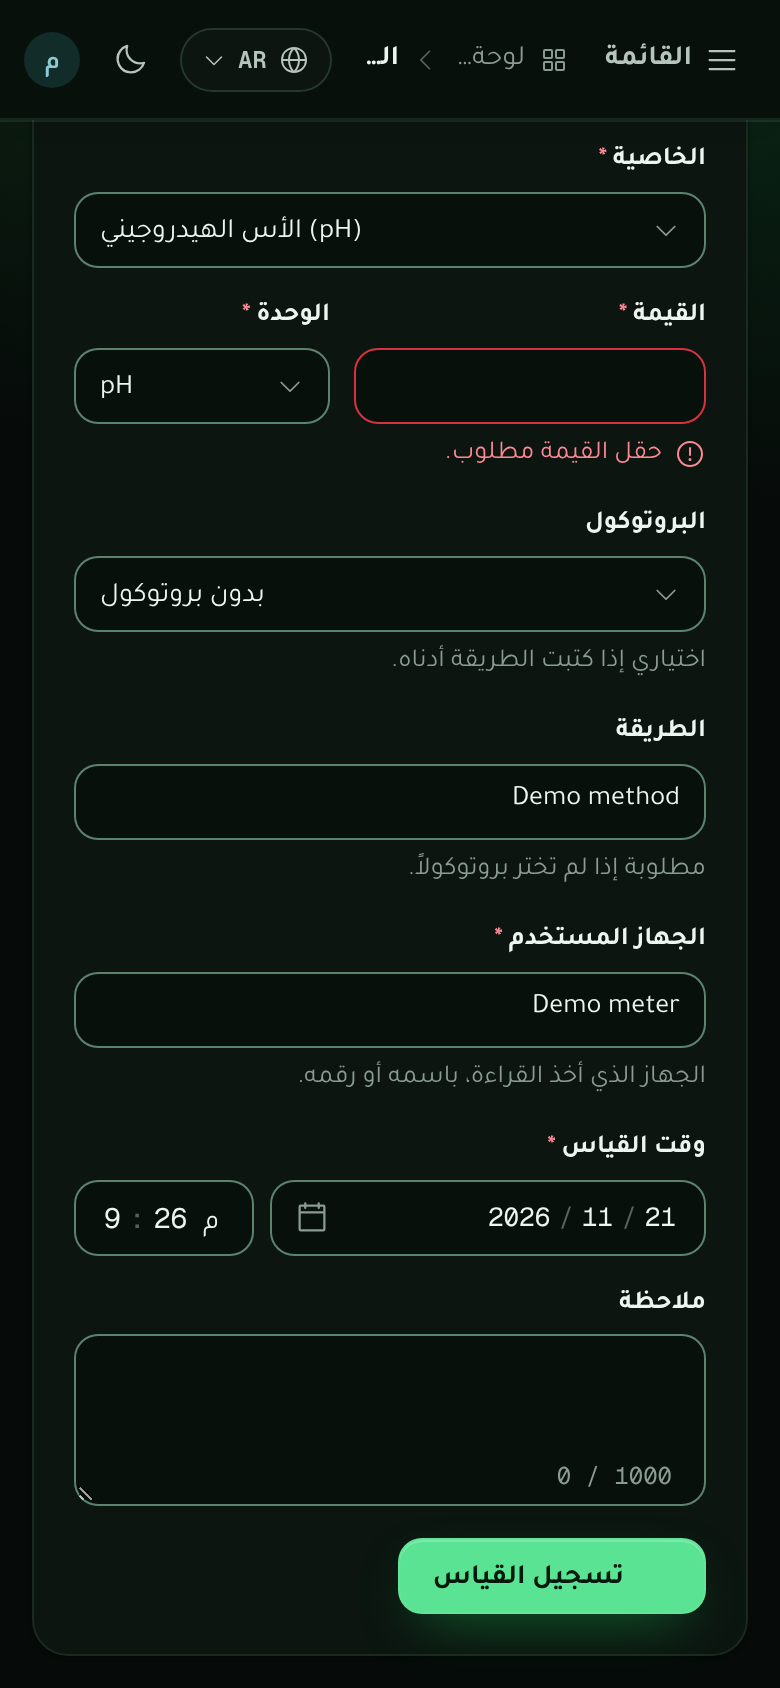 القائمة
لوحة...
الـ...
AR
م
الخاصية *
الأس الهيدروجيني (pH)
القيمة *
الوحدة *
pH
حقل القيمة مطلوب.
البروتوكول
بدون بروتوكول
اختياري إذا كتبت الطريقة أدناه.
الطريقة
Demo method
مطلوبة إذا لم تختر بروتوكولاً.
الجهاز المستخدم *
Demo meter
الجهاز الذي أخذ القراءة، باسمه أو رقمه.
وقت القياس *
2026 / 11 / 21
9 : 26 م
ملاحظة
0 / 1000
تسجيل القياس